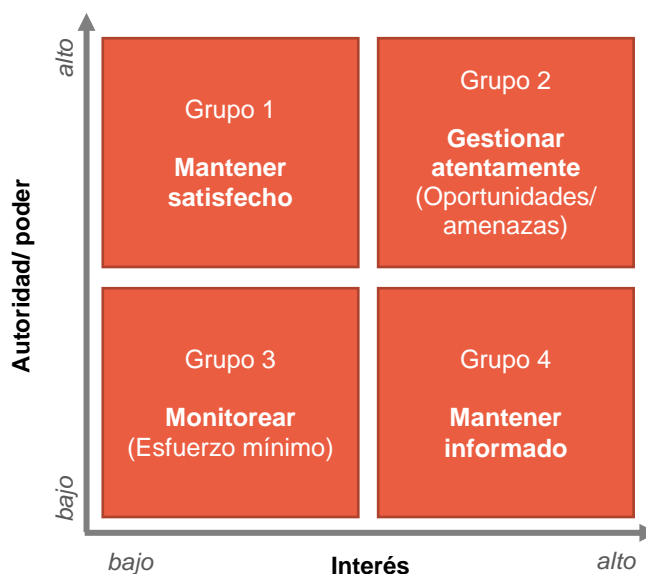 alto
Autoridad/ poder
bajo
Grupo 1
Mantener
satisfecho
Grupo 2
Gestionar
atentamente
(Oportunidades/
amenazas)
Grupo 3
Monitorear
(Esfuerzo mínimo)
Grupo 4
Mantener
informado
bajo
Interés
alto